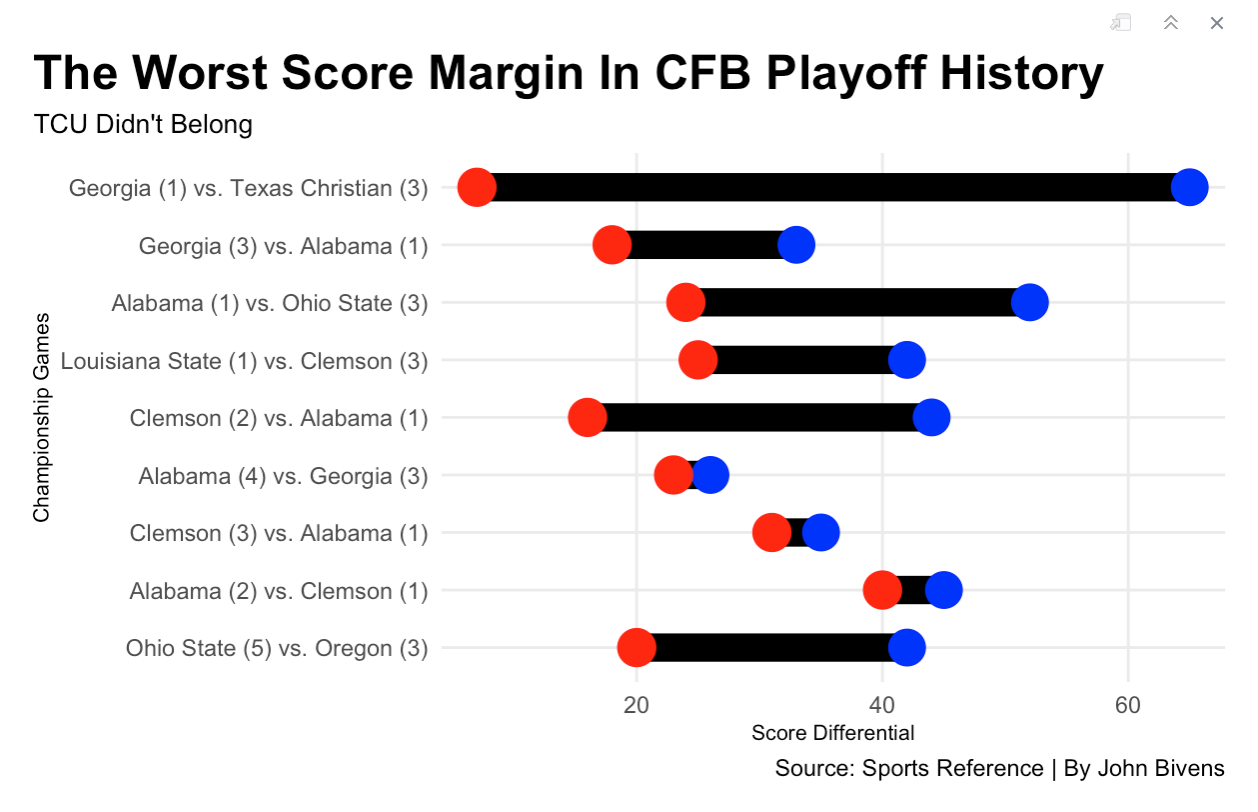 The Worst Score Margin In CFB Playoff History
TCU Didn't Belong
Championship Games
Georgia (1) vs. Texas Christian (3)
Georgia (3) vs. Alabama (1)
Alabama (1) vs. Ohio State (3)
Louisiana State (1) vs. Clemson (3)
Clemson (2) vs. Alabama (1)
Alabama (4) vs. Georgia (3)
Clemson (3) vs. Alabama (1)
Alabama (2) vs. Clemson (1)
Ohio State (5) vs. Oregon (3)
20 40 60
Score Differential
Source: Sports Reference | By John Bivens